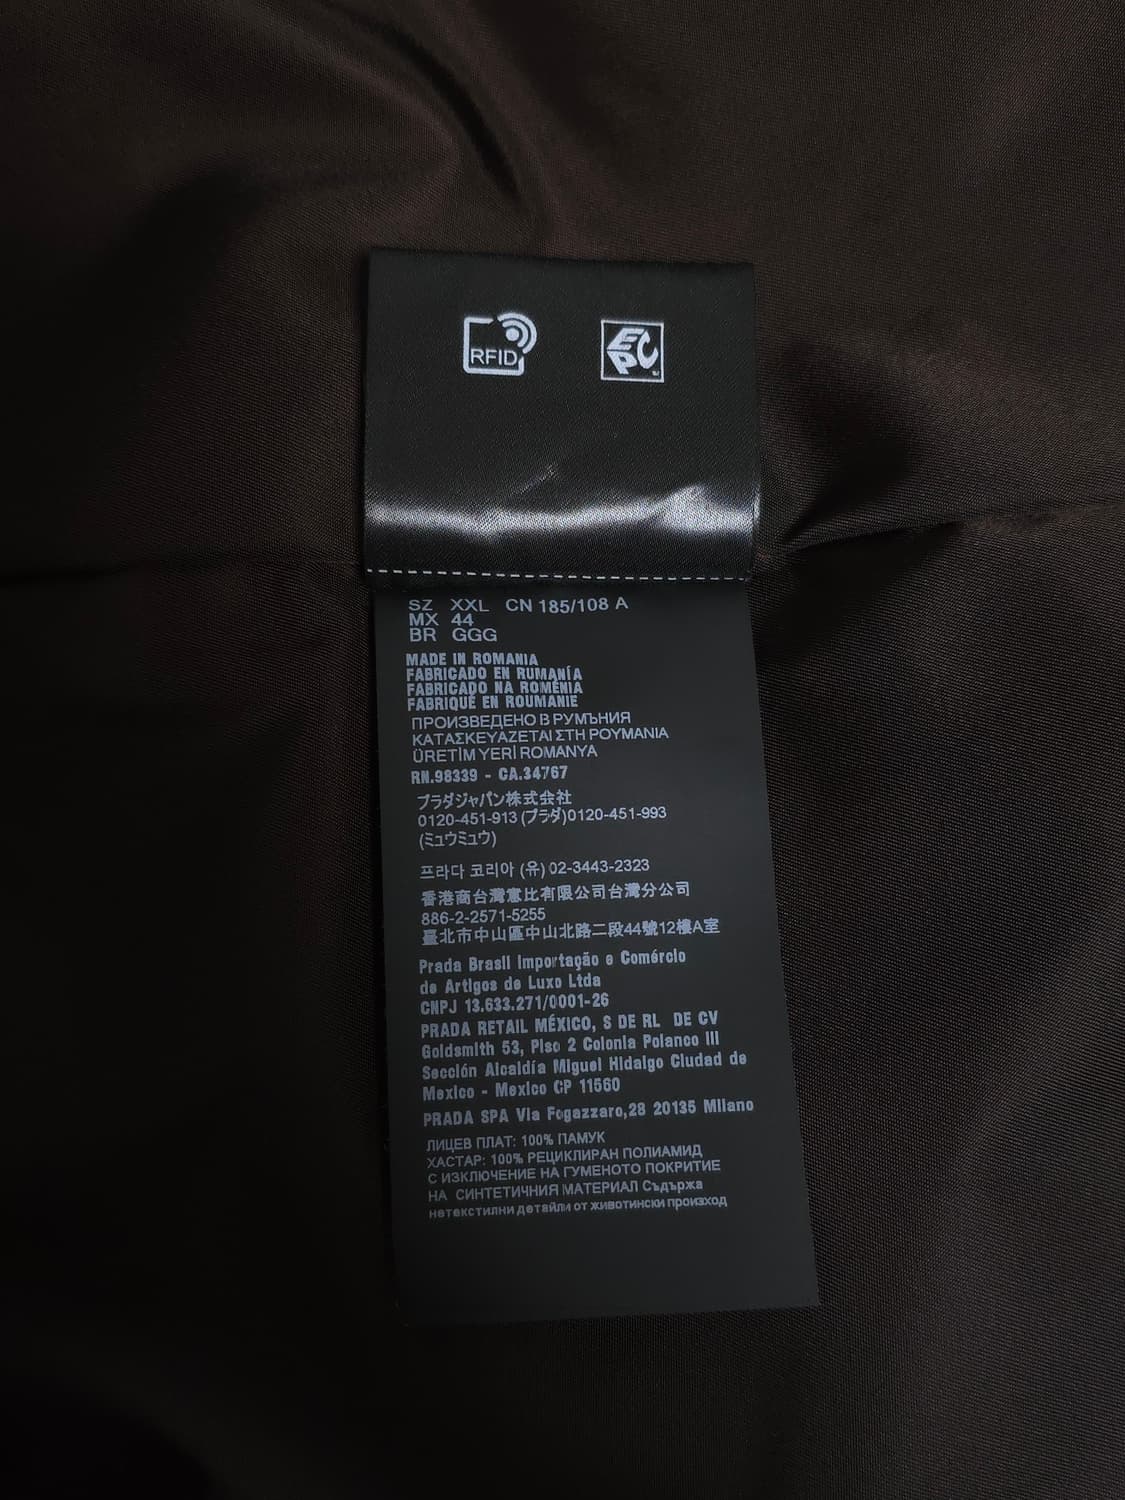 RFID
EPC
SZ XXL CN 185/108 A
MX 44
BR GGG
MADE IN ROMANIA
FABRICADO EN RUMANÍA
FABRICADO NA ROMÉNIA
FABRIQUÉ EN ROUMANIE
ПРОИЗВЕДЕНО В РУМЪНИЯ
ΚΑΤΑΣΚΕΥΑΖΕΤΑΙ ΣΤΗ ΡΟΥΜΑΝΙΑ
ÜRETİM YERİ ROMANYA
RN.98339 - CA.34767
プラダジャパン株式会社
0120-451-913 (プラダ)0120-451-993
(ミュウミュウ)
프라다 코리아 (유) 02-3443-2323
香港商台灣意比有限公司台灣分公司
886-2-2571-5255
臺北市中山區中山北路二段44號12樓A室
Prada Brasil Importação e Comércio
de Artigos de Luxo Ltda
CNPJ 13.633.271/0001-26
PRADA RETAIL MÉXICO, S DE RL DE CV
Goldsmith 53, Piso 2 Colonia Polanco III
Sección Alcaldía Miguel Hidalgo Ciudad de
Mexico - Mexico CP 11560
PRADA SPA Via Fogazzaro,28 20135 Milano
ЛИЦЕВ ПЛАТ: 100% ПАМУК
ХАСТАР: 100% РЕЦИКЛИРАН ПОЛИАМИД
С ИЗКЛЮЧЕНИЕ НА ГУМЕНОТО ПОКРИТИЕ
НА СИНТЕТИЧНИЯ МАТЕРИАЛ Съдържа
нетекстилни детайли от животински произход